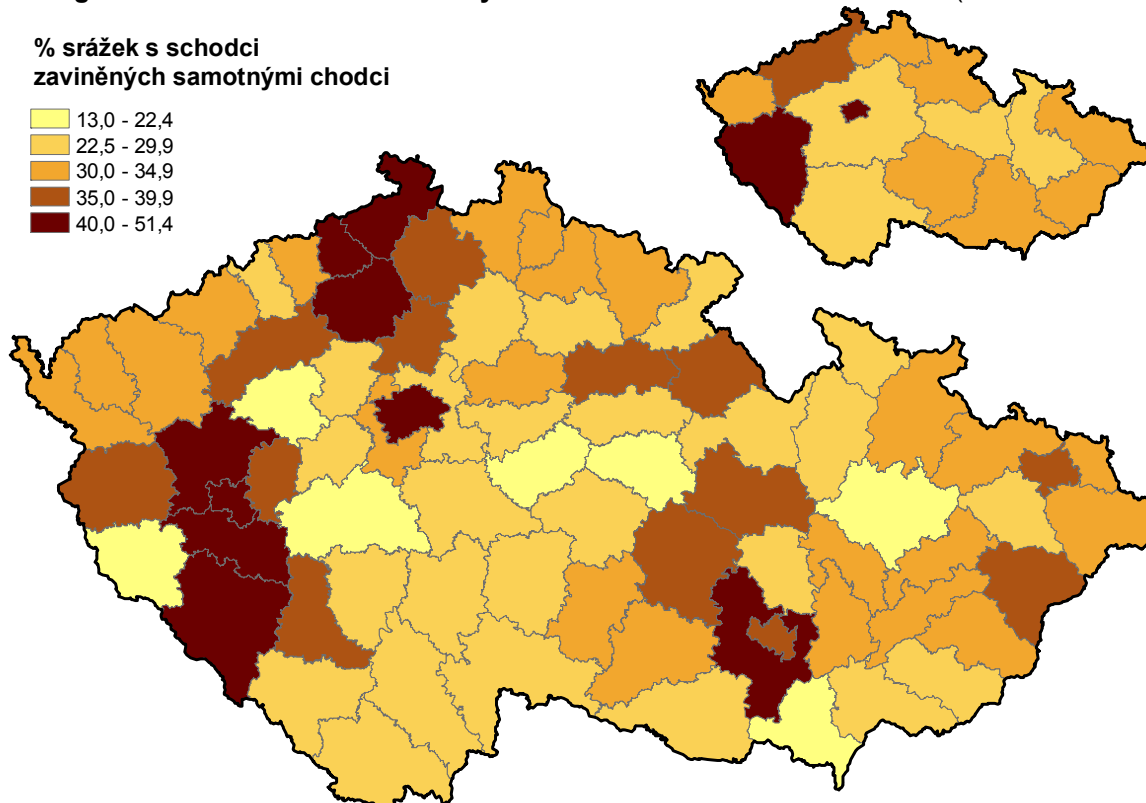 % srážek s schodci
zaviněných samotnými chodci
13,0 - 22,4
22,5 - 29,9
30,0 - 34,9
35,0 - 39,9
40,0 - 51,4